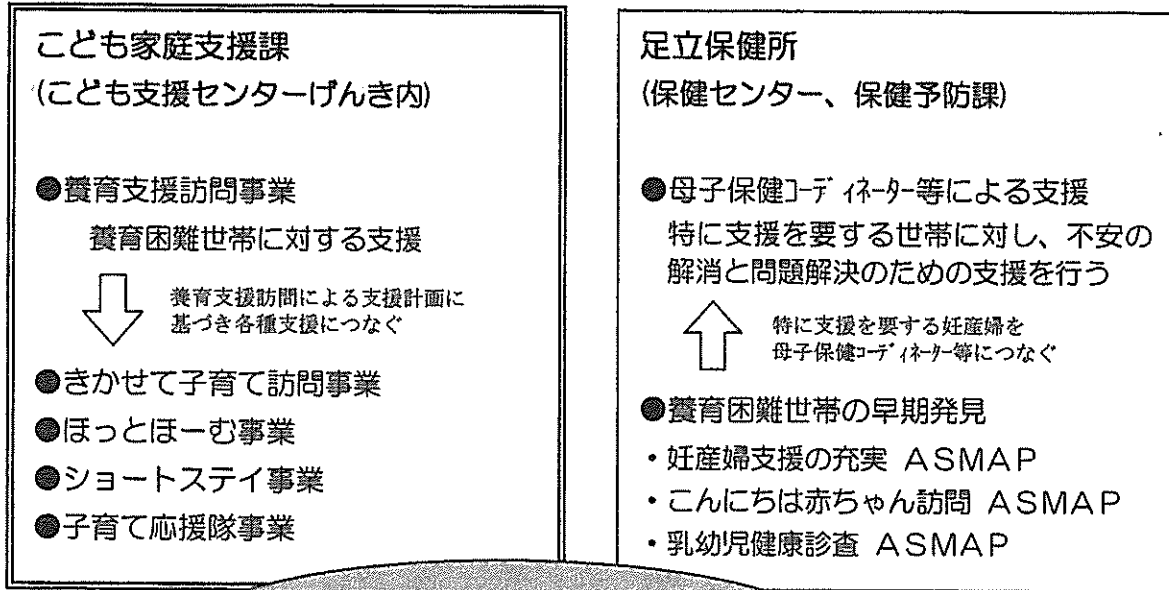 こども家庭支援課
(こども支援センターげんき内)
●養育支援訪問事業
養育困難世帯に対する支援
養育支援訪問による支援計画に
基づき各種支援につなぐ
●きかせて子育て訪問事業
●ほっとほーむ事業
●ショートステイ事業
●子育て応援隊事業
足立保健所
(保健センター、保健予防課)
●母子保健ｺｰﾃﾞｨﾈｰﾀｰ等による支援
特に支援を要する世帯に対し、不安の
解消と問題解決のための支援を行う
特に支援を要する妊産婦を
母子保健ｺｰﾃﾞｨﾈｰﾀｰ等につなぐ
●養育困難世帯の早期発見
・妊産婦支援の充実 ＡＳＭＡＰ
・こんにちは赤ちゃん訪問 ＡＳＭＡＰ
・乳幼児健康診査 ＡＳＭＡＰ